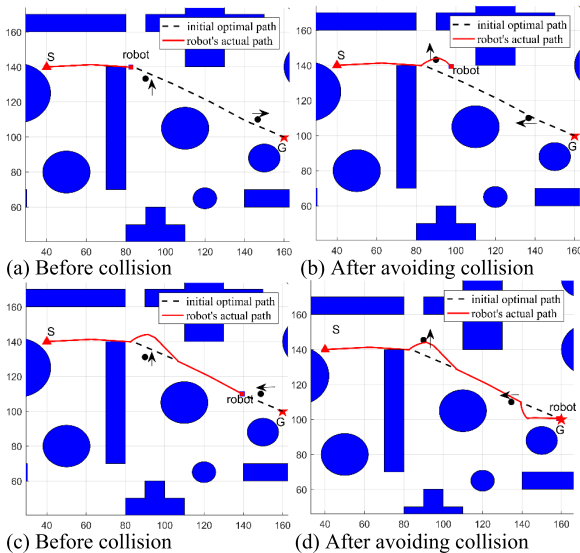 initial optimal path
robot's actual path
S
robot
G
160
140
120
100
80
60
40 60 80 100 120 140 160
(a) Before collision
initial optimal path
robot's actual path
S
robot
G
160
140
120
100
80
60
40 60 80 100 120 140 160
(b) After avoiding collision
initial optimal path
robot's actual path
S
robot
G
160
140
120
100
80
60
40 60 80 100 120 140 160
(c) Before collision
initial optimal path
robot's actual path
S
robot
G
160
140
120
100
80
60
40 60 80 100 120 140 160
(d) After avoiding collision